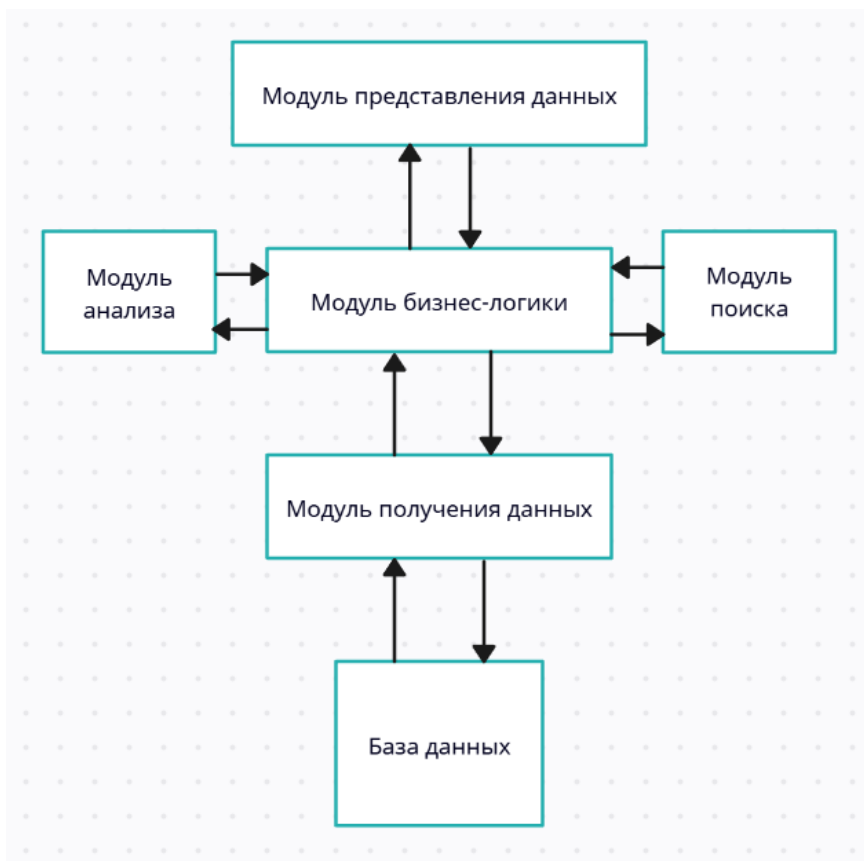 Модуль представления данных
Модуль
анализа
Модуль бизнес-логики
Модуль
поиска
Модуль получения данных
База данных